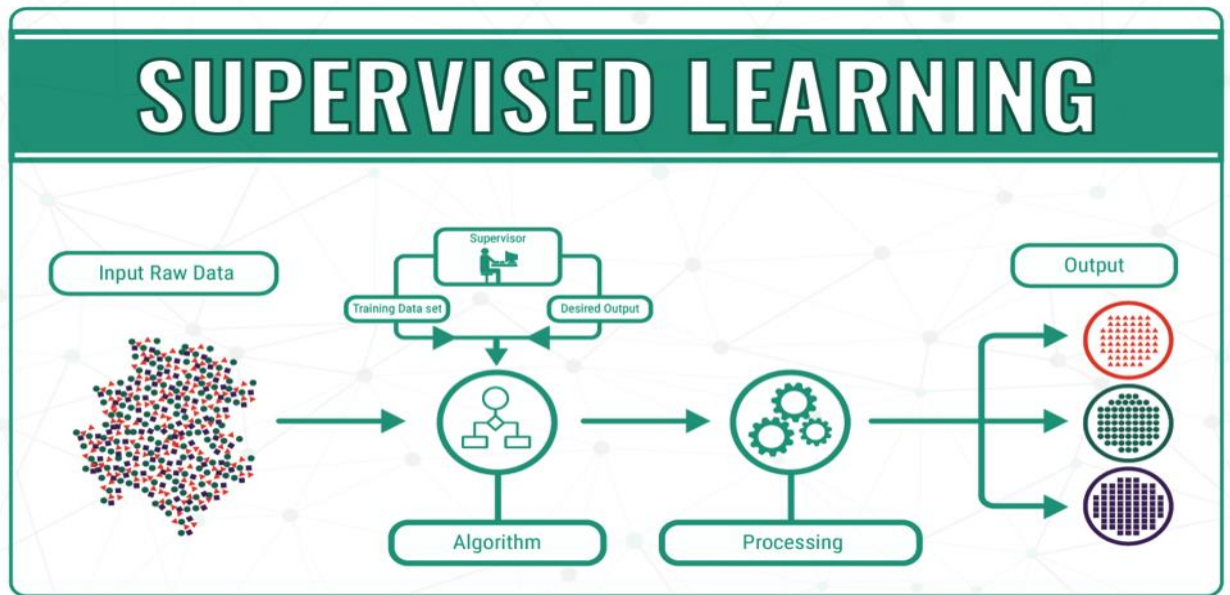 SUPERVISED LEARNING
Input Raw Data
Supervisor
Training Data set
Desired Output
Output
Algorithm
Processing